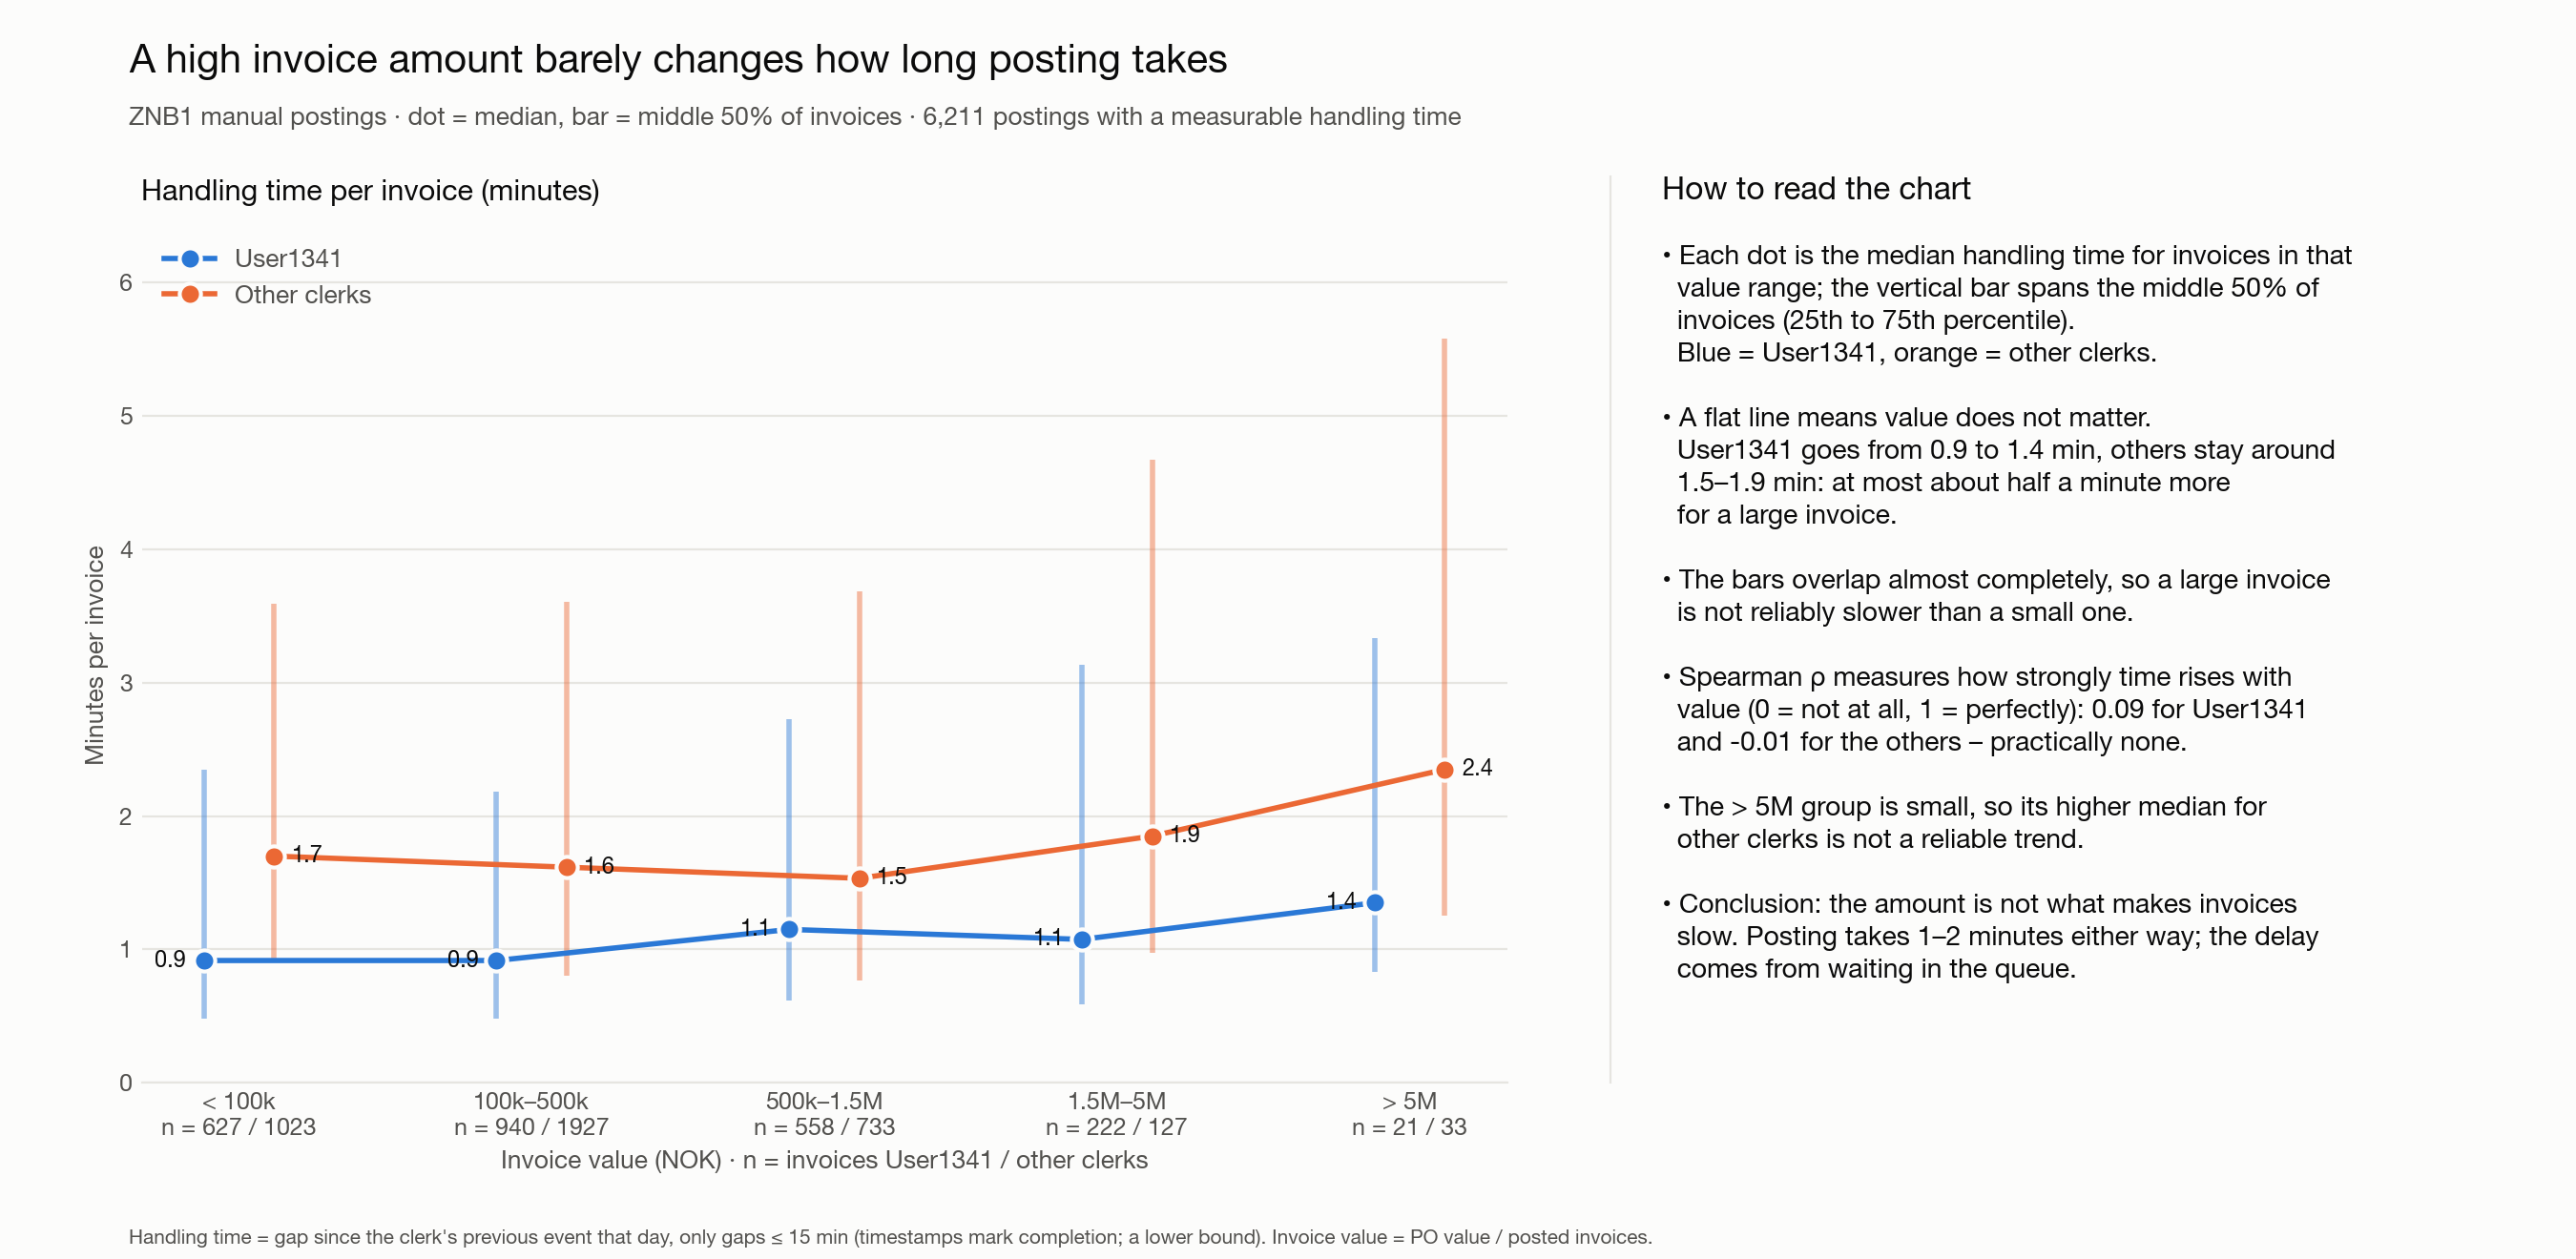 A high invoice amount barely changes how long posting takes
ZNB1 manual postings · dot = median, bar = middle 50% of invoices · 6,211 postings with a measurable handling time
Handling time per invoice (minutes)
User1341
Other clerks
6
5
4
3
2
1
0
Minutes per invoice
0.9
1.7
0.9
1.6
1.1
1.5
1.1
1.9
1.4
2.4
< 100k
n = 627 / 1023
100k–500k
n = 940 / 1927
500k–1.5M
n = 558 / 733
1.5M–5M
n = 222 / 127
> 5M
n = 21 / 33
Invoice value (NOK) · n = invoices User1341 / other clerks
How to read the chart
• Each dot is the median handling time for invoices in that
value range; the vertical bar spans the middle 50% of
invoices (25th to 75th percentile).
Blue = User1341, orange = other clerks.
• A flat line means value does not matter.
User1341 goes from 0.9 to 1.4 min, others stay around
1.5–1.9 min: at most about half a minute more
for a large invoice.
• The bars overlap almost completely, so a large invoice
is not reliably slower than a small one.
• Spearman ρ measures how strongly time rises with
value (0 = not at all, 1 = perfectly): 0.09 for User1341
and -0.01 for the others – practically none.
• The > 5M group is small, so its higher median for
other clerks is not a reliable trend.
• Conclusion: the amount is not what makes invoices
slow. Posting takes 1–2 minutes either way; the delay
comes from waiting in the queue.
Handling time = gap since the clerk's previous event that day, only gaps ≤ 15 min (timestamps mark completion; a lower bound). Invoice value = PO value / posted invoices.